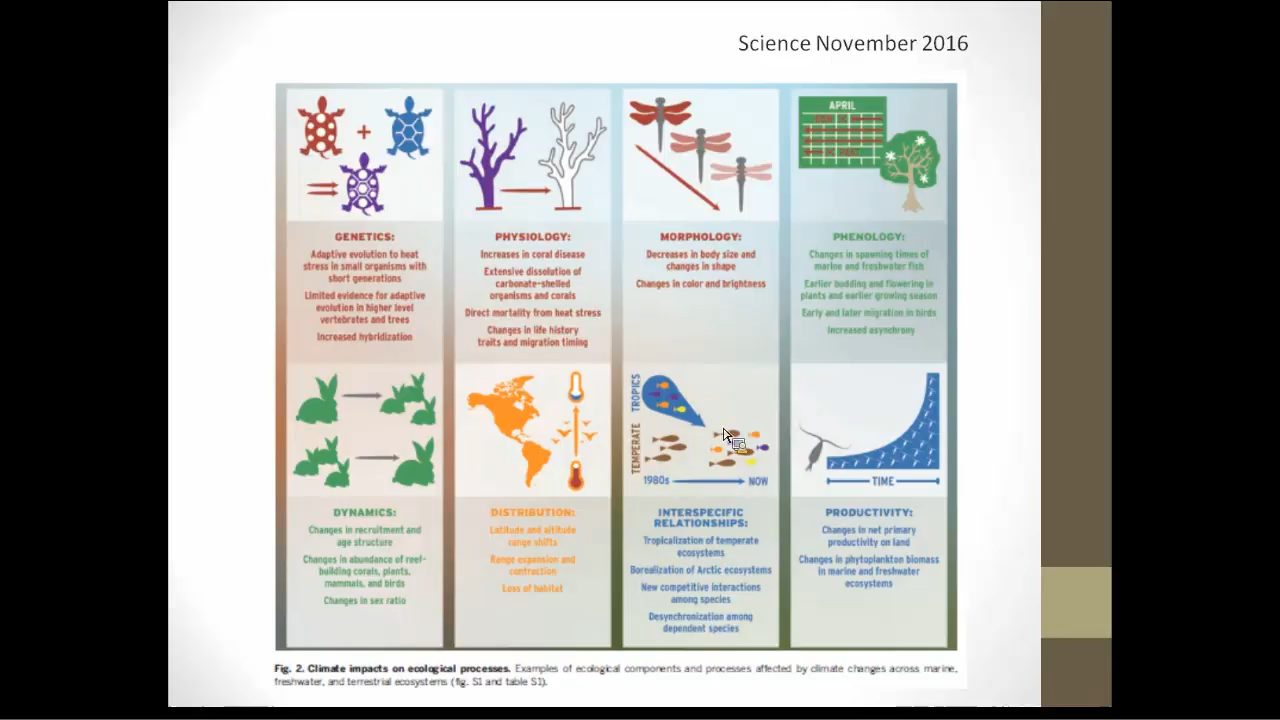 Science November 2016
APRIL
GENETICS:
Adaptive evolution to heat
stress in small organisms with
short generations
Limited evidence for adaptive
evolution in higher level
vertebrates and trees
Increased hybridization
PHYSIOLOGY:
Increases in coral disease
Extensive dissolution of
carbonate-shelled
organisms and corals
Direct mortality from heat stress
Changes in life history
traits and migration timing
MORPHOLOGY:
Decreases in body size and
changes in shape
Changes in color and brightness
PHENOLOGY:
Changes in spawning times of
marine and freshwater fish
Earlier budding and flowering in
plants and earlier growing season
Early and later migration in birds
Increased asynchrony
TROPICS
TEMPERATE
1980s
NOW
TIME
DYNAMICS:
Changes in recruitment and
age structure
Changes in abundance of reef-
building corals, plants,
mammals, and birds
Changes in sex ratio
DISTRIBUTION:
Latitude and altitude
range shifts
Range expansion and
contraction
Loss of habitat
INTERSPECIFIC
RELATIONSHIPS:
Tropicalization of temperate
ecosystems
Borealization of Arctic ecosystems
New competitive interactions
among species
Desynchronization among
dependent species
PRODUCTIVITY:
Changes in net primary
productivity on land
Changes in phytoplankton biomass
in marine and freshwater
ecosystems
Fig. 2. Climate impacts on ecological processes. Examples of ecological components and processes affected by climate changes across marine,
freshwater, and terrestrial ecosystems (fig. S1 and table S1).